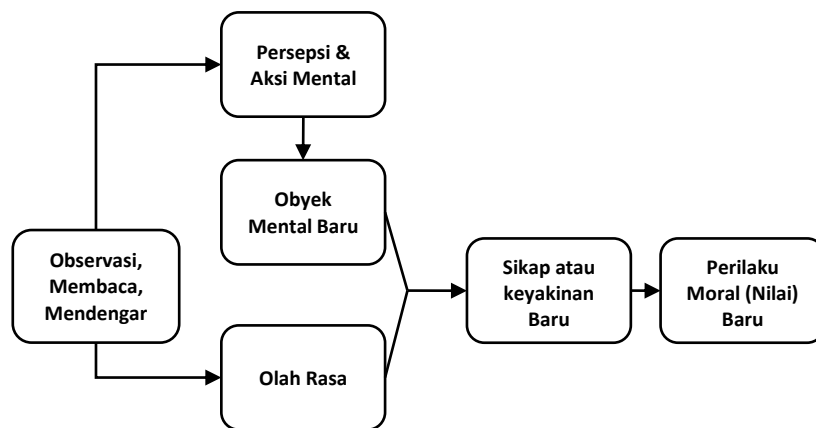 Persepsi &
Aksi Mental
Obyek
Mental Baru
Observasi,
Membaca,
Mendengar
Sikap atau
keyakinan
Baru
Perilaku
Moral (Nilai)
Baru
Olah Rasa